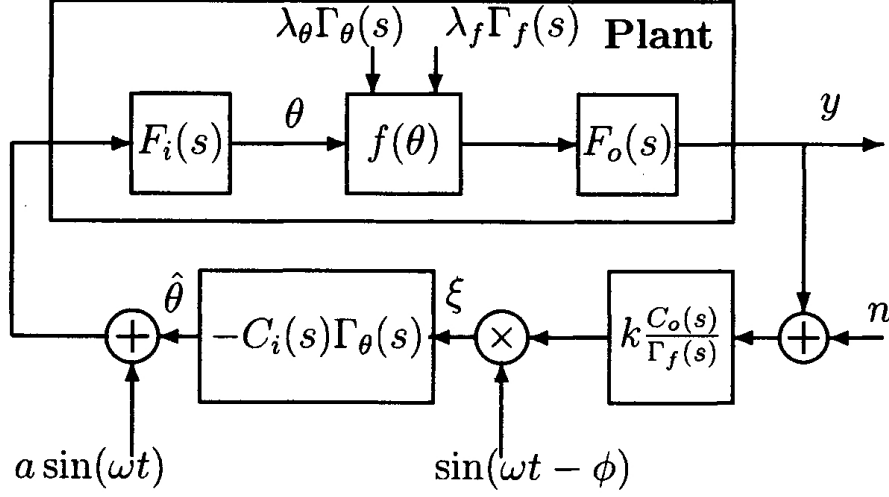 λ_θΓ_θ(s) λ_fΓ_f(s) Plant
F_i(s) θ f(θ) F_o(s) y
θ̂ -C_i(s)Γ_θ(s) ξ × k C_o(s)/Γ_f(s) + n
+
a sin(ωt) sin(ωt − ϕ)